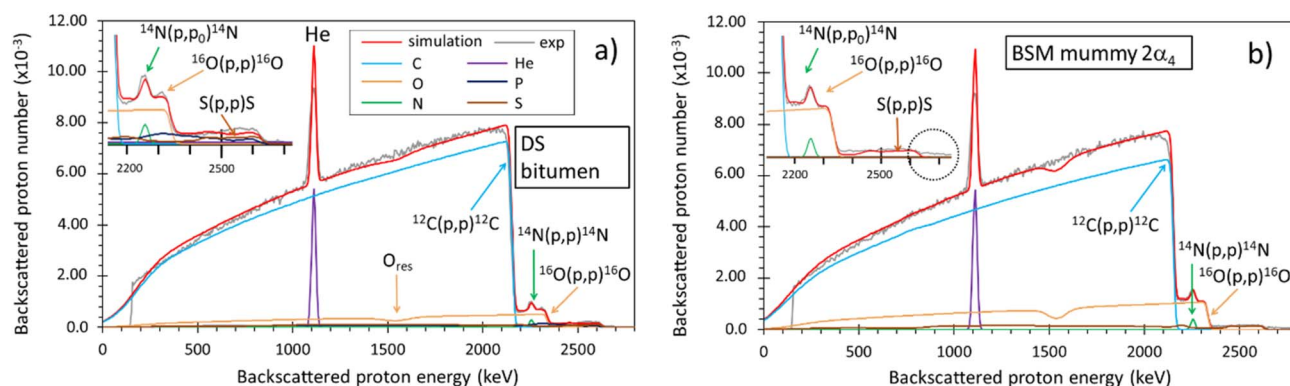 Backscattered proton number (x10⁻³)
12.00
10.00
8.00
6.00
4.00
2.00
0.0
0
500
1000
1500
2000
2500
Backscattered proton energy (keV)
a)
He
simulation
exp
C
He
O
P
N
S
DS
bitumen
¹⁴N(p,p₀)¹⁴N
¹⁶O(p,p)¹⁶O
S(p,p)S
2200
2500
¹²C(p,p)¹²C
¹⁴N(p,p)¹⁴N
O_res
¹⁶O(p,p)¹⁶O
Backscattered proton number (x10⁻³)
12.00
10.00
8.00
6.00
4.00
2.00
0.00
0
500
1000
1500
2000
2500
Backscattered proton energy (keV)
b)
BSM mummy 2α₄
¹⁴N(p,p₀)¹⁴N
¹⁶O(p,p)¹⁶O
S(p,p)S
2200
2500
¹²C(p,p)¹²C
¹⁴N(p,p)¹⁴N
¹⁶O(p,p)¹⁶O